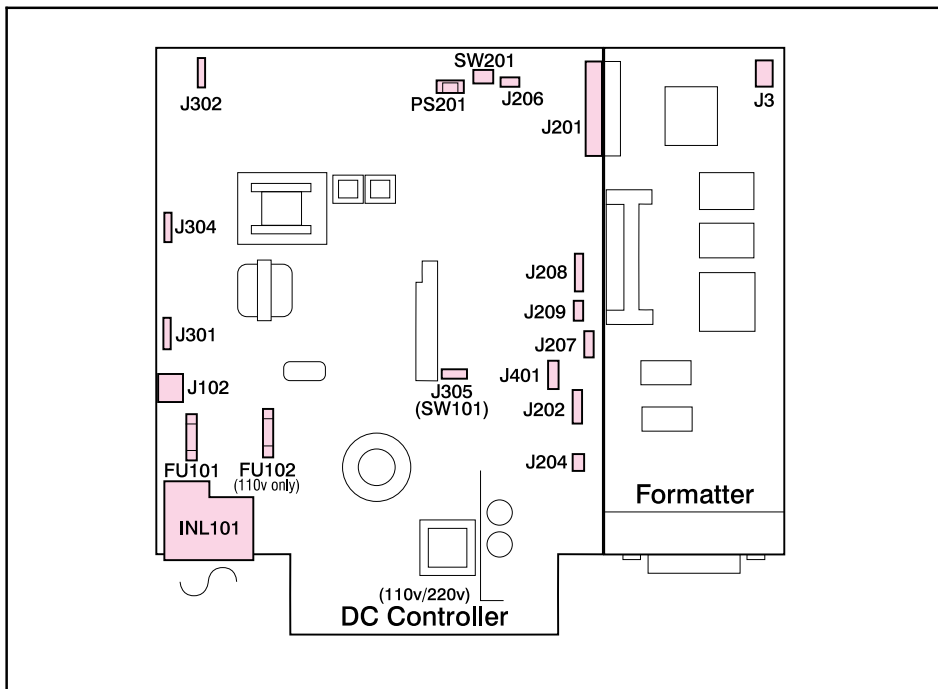 SW201
J302
PS201
J206
J201
J3
J304
J208
J209
J301
J207
J401
J102
J305
(SW101)
J202
FU101
FU102
(110v only)
J204
Formatter
INL101
(110v/220v)
DC Controller